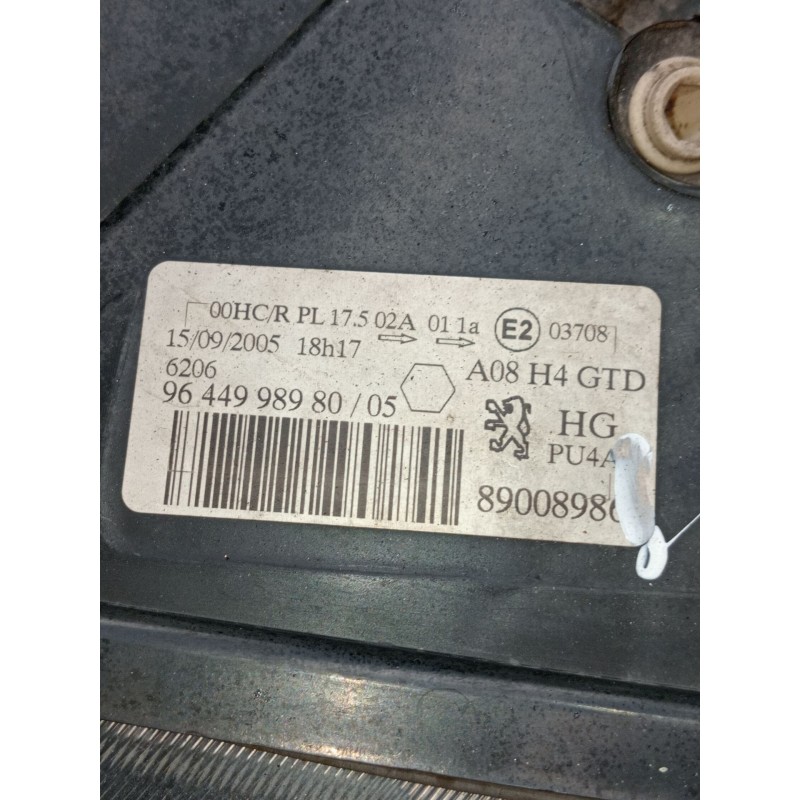 00HC/R PL 17.5 02A 01 1a E2 03708
15/09/2005 18h17
6206
A08 H4 GTD
96 449 989 80 / 05
HG
PU4A
8900898